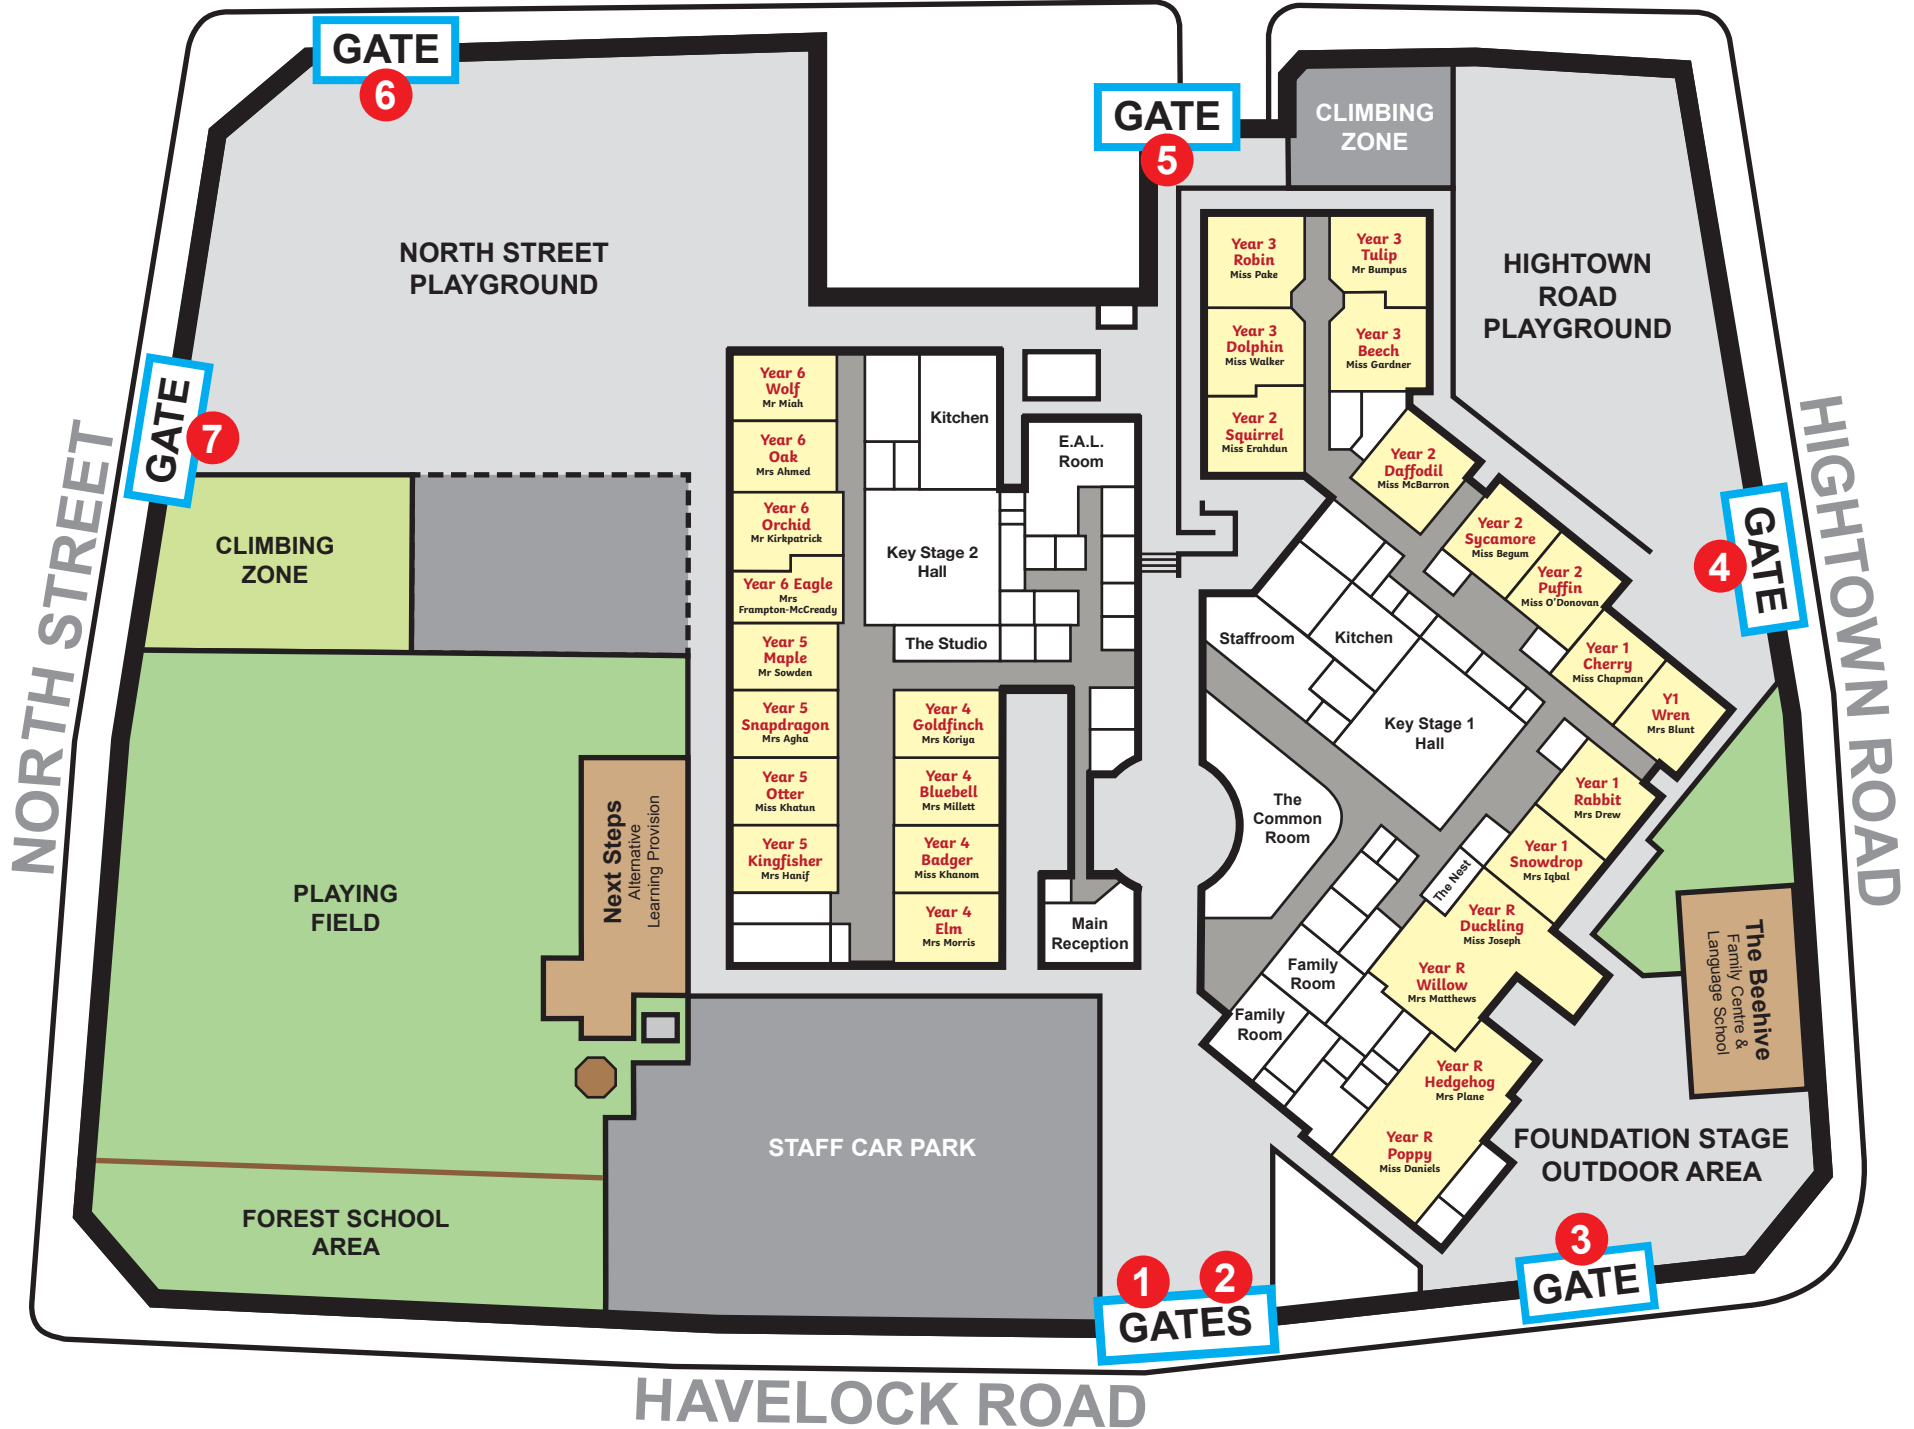 GATE
6
GATE
5
CLIMBING
ZONE
NORTH STREET
PLAYGROUND
HIGHTOWN
ROAD
PLAYGROUND
Year 3
Robin
Miss Pake
Year 3
Tulip
Mr Bumpus
Year 3
Dolphin
Miss Walker
Year 3
Beech
Miss Gardner
Year 2
Squirrel
Miss Erahdun
Year 2
Daffodil
Miss McBarron
Year 2
Sycamore
Miss Begum
Year 2
Puffin
Miss O'Donovan
Year 1
Cherry
Miss Chapman
Y1
Wren
Mrs Blunt
GATE
7
NORTH STREET
CLIMBING
ZONE
Year 6
Wolf
Mr Miah
Year 6
Oak
Mrs Ahmed
Year 6
Orchid
Mr Kirkpatrick
Year 6 Eagle
Mrs
Frampton-McCready
Year 5
Maple
Mr Sowden
Year 5
Snapdragon
Mrs Agha
Year 5
Otter
Miss Khatun
Year 5
Kingfisher
Mrs Hanif
Kitchen
E.A.L.
Room
Key Stage 2
Hall
The Studio
Year 4
Goldfinch
Mrs Koriya
Year 4
Bluebell
Mrs Millett
Year 4
Badger
Miss Khanom
Year 4
Elm
Mrs Morris
Main
Reception
Staffroom
Kitchen
Key Stage 1
Hall
The
Common
Room
GATE
4
HIGHTOWN ROAD
Year 1
Rabbit
Mrs Drew
Year 1
Snowdrop
Mrs Iqbal
The Nest
Year R
Duckling
Miss Joseph
Year R
Willow
Mrs Matthews
Family
Room
Family
Room
Year R
Hedgehog
Mrs Plane
Year R
Poppy
Miss Daniels
The Beehive
Family Centre &
Language School
Next Steps
Alternative
Learning Provision
PLAYING
FIELD
FOREST SCHOOL
AREA
STAFF CAR PARK
FOUNDATION STAGE
OUTDOOR AREA
1
2
GATES
3
GATE
HAVELOCK ROAD